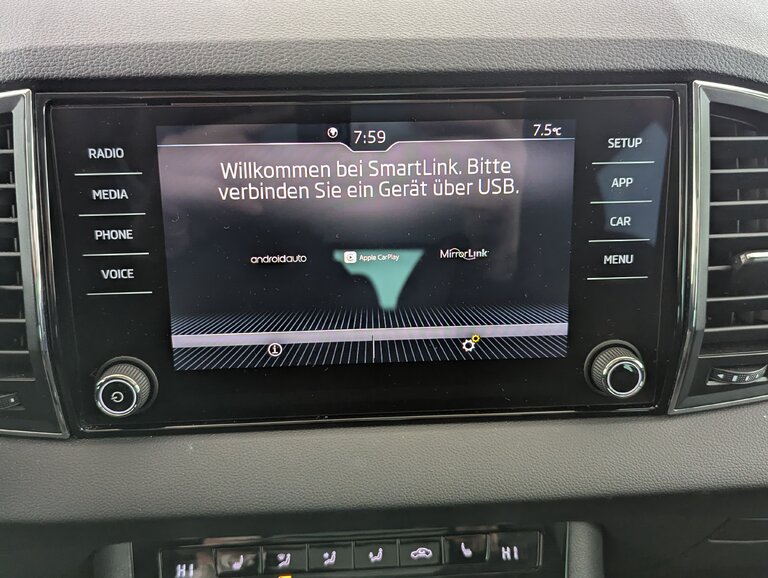 7:59
7.5°C
RADIO
MEDIA
PHONE
VOICE
Willkommen bei SmartLink. Bitte
verbinden Sie ein Gerät über USB.
androidauto
Apple CarPlay
MirrorLink
SETUP
APP
CAR
MENU
HI
HI